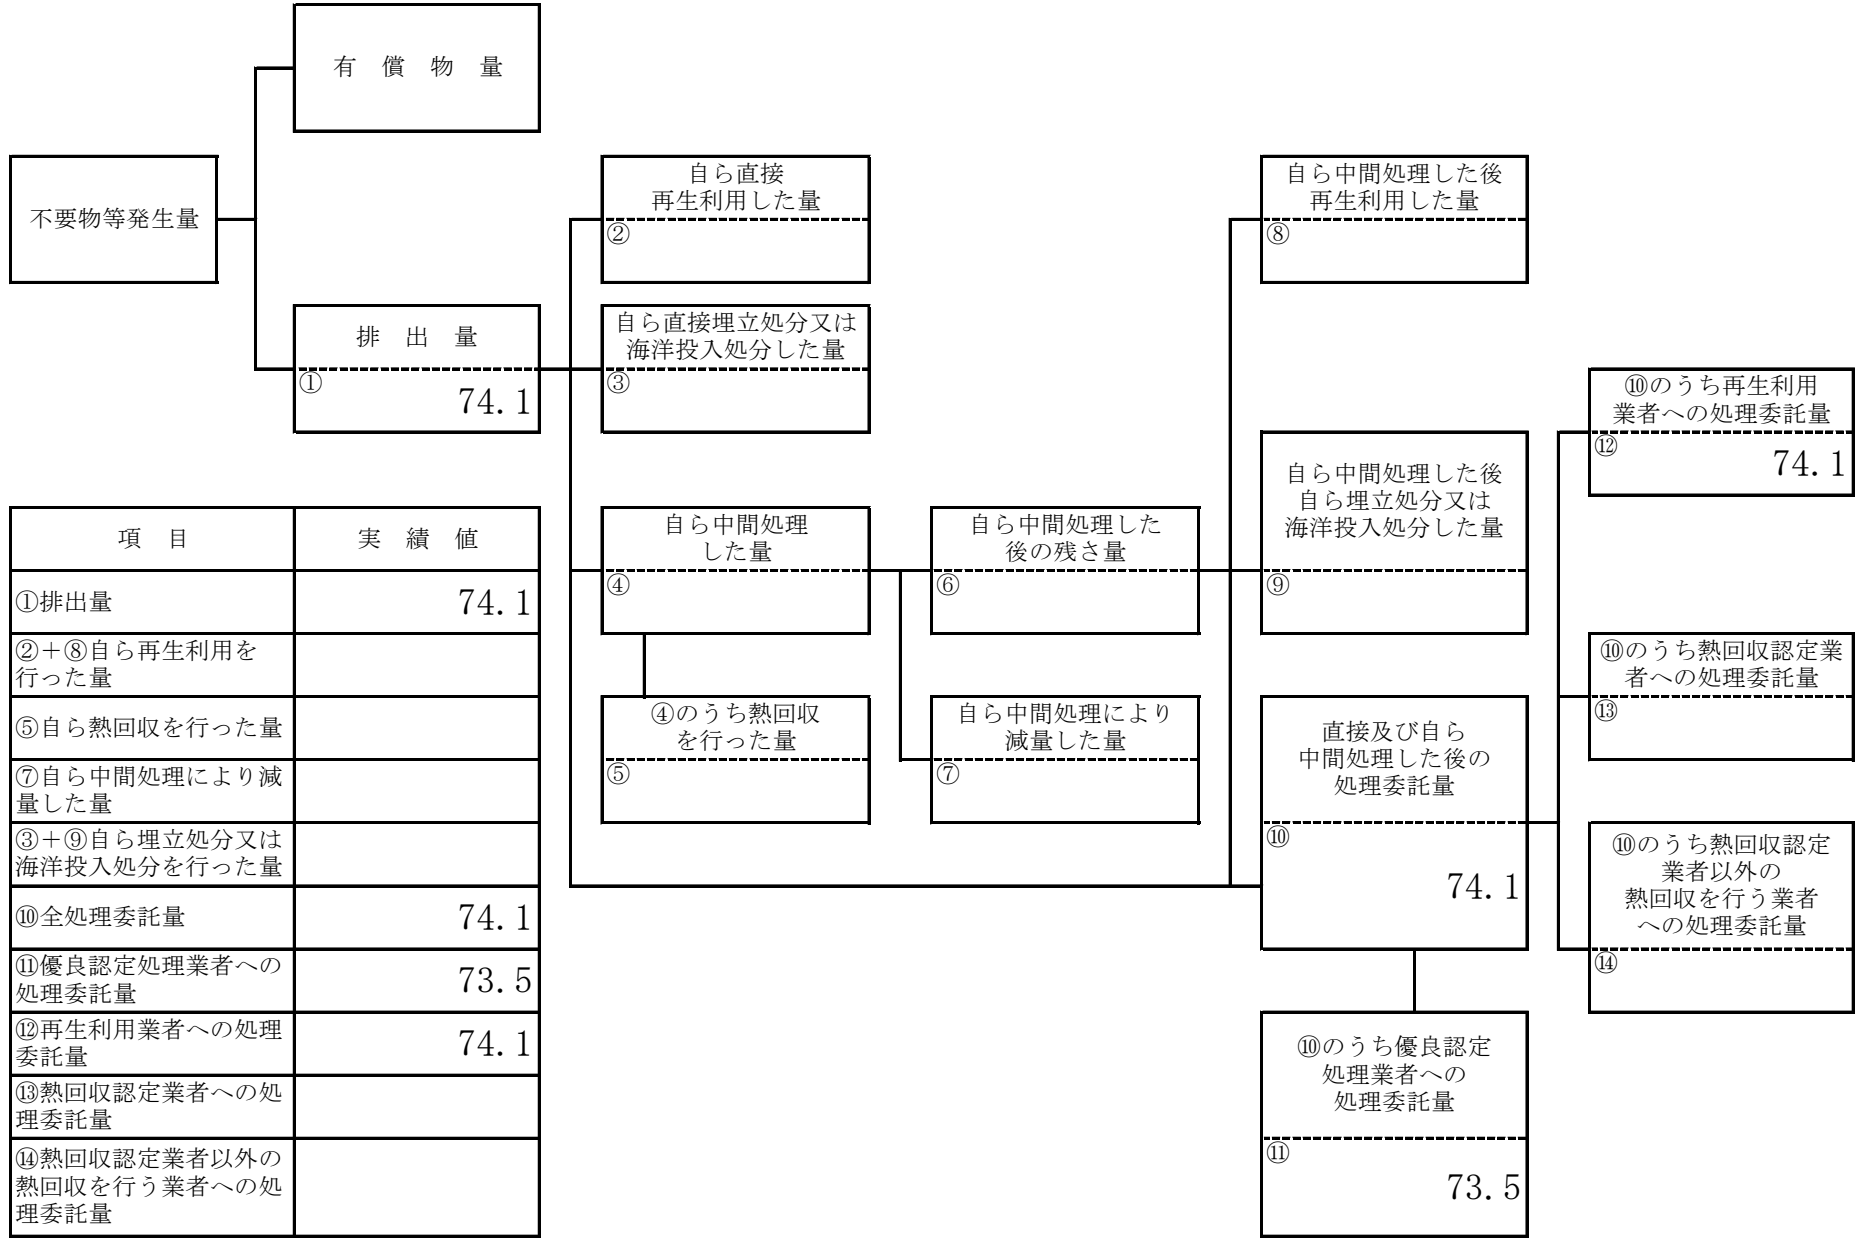 有　償　物　量
不要物等発生量
排　出　量
①
74.1
自ら直接
再生利用した量
②
自ら直接埋立処分又は
海洋投入処分した量
③
自ら中間処理
した量
④
④のうち熱回収
を行った量
⑤
自ら中間処理した
後の残さ量
⑥
自ら中間処理により
減量した量
⑦
自ら中間処理した後
再生利用した量
⑧
自ら中間処理した後
自ら埋立処分又は
海洋投入処分した量
⑨
直接及び自ら
中間処理した後の
処理委託量
⑩
74.1
⑩のうち優良認定
処理業者への
処理委託量
⑪
73.5
⑩のうち再生利用
業者への処理委託量
⑫
74.1
⑩のうち熱回収認定業
者への処理委託量
⑬
⑩のうち熱回収認定
業者以外の
熱回収を行う業者
への処理委託量
⑭
項　目　実　績　値
①排出量　74.1
②＋⑧自ら再生利用を
行った量
⑤自ら熱回収を行った量
⑦自ら中間処理により減
量した量
③＋⑨自ら埋立処分又は
海洋投入処分を行った量
⑩全処理委託量　74.1
⑪優良認定処理業者への
処理委託量　73.5
⑫再生利用業者への処理
委託量　74.1
⑬熱回収認定業者への処
理委託量
⑭熱回収認定業者以外の
熱回収を行う業者への処
理委託量